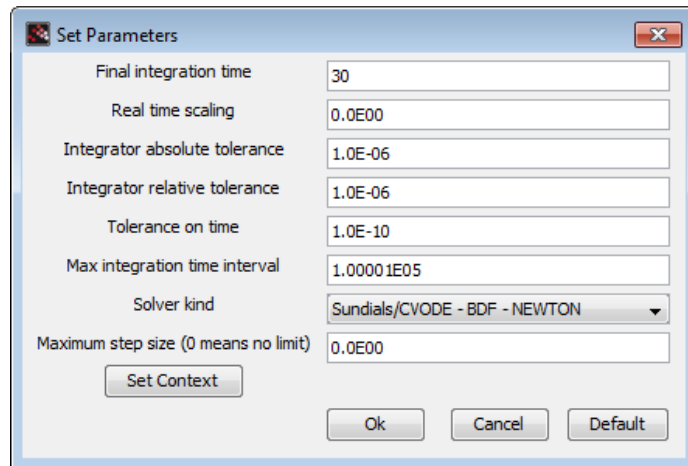 Set Parameters
Final integration time 30
Real time scaling 0.0E00
Integrator absolute tolerance 1.0E-06
Integrator relative tolerance 1.0E-06
Tolerance on time 1.0E-10
Max integration time interval 1.00001E05
Solver kind Sundials/CVODE - BDF - NEWTON
Maximum step size (0 means no limit) 0.0E00
Set Context
Ok Cancel Default